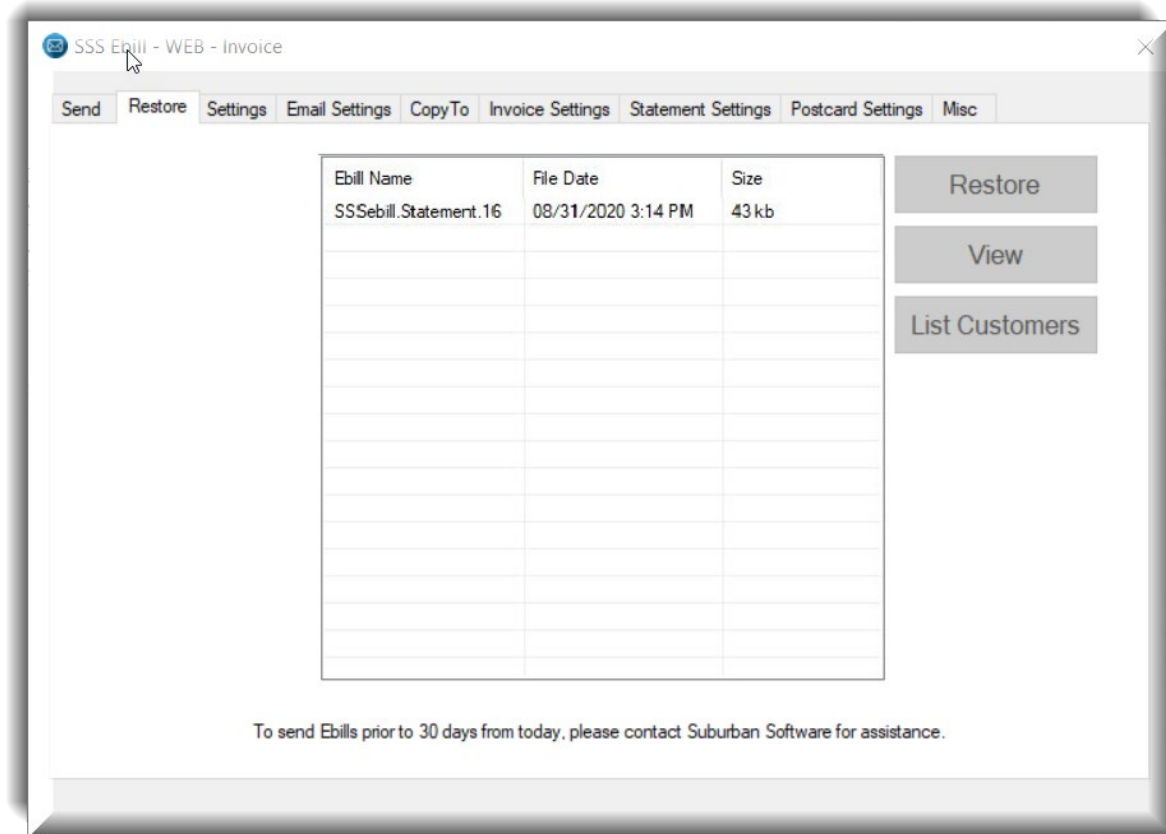 SSS Ebill - WEB - Invoice
Send Restore Settings Email Settings CopyTo Invoice Settings Statement Settings Postcard Settings Misc
Ebill Name File Date Size
SSSebill.Statement.16 08/31/2020 3:14 PM 43 kb
Restore
View
List Customers
To send Ebills prior to 30 days from today, please contact Suburban Software for assistance.